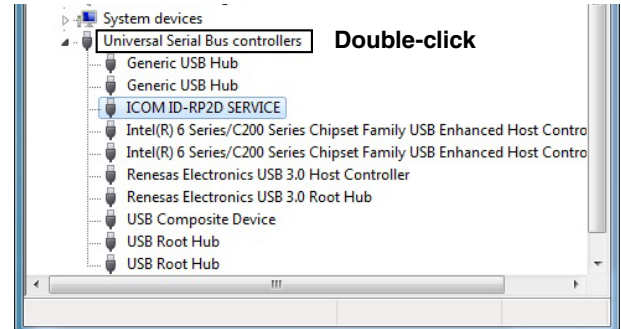 System devices
Universal Serial Bus controllers Double-click
Generic USB Hub
Generic USB Hub
ICOM ID-RP2D SERVICE
Intel(R) 6 Series/C200 Series Chipset Family USB Enhanced Host Contro
Intel(R) 6 Series/C200 Series Chipset Family USB Enhanced Host Contro
Renesas Electronics USB 3.0 Host Controller
Renesas Electronics USB 3.0 Root Hub
USB Composite Device
USB Root Hub
USB Root Hub